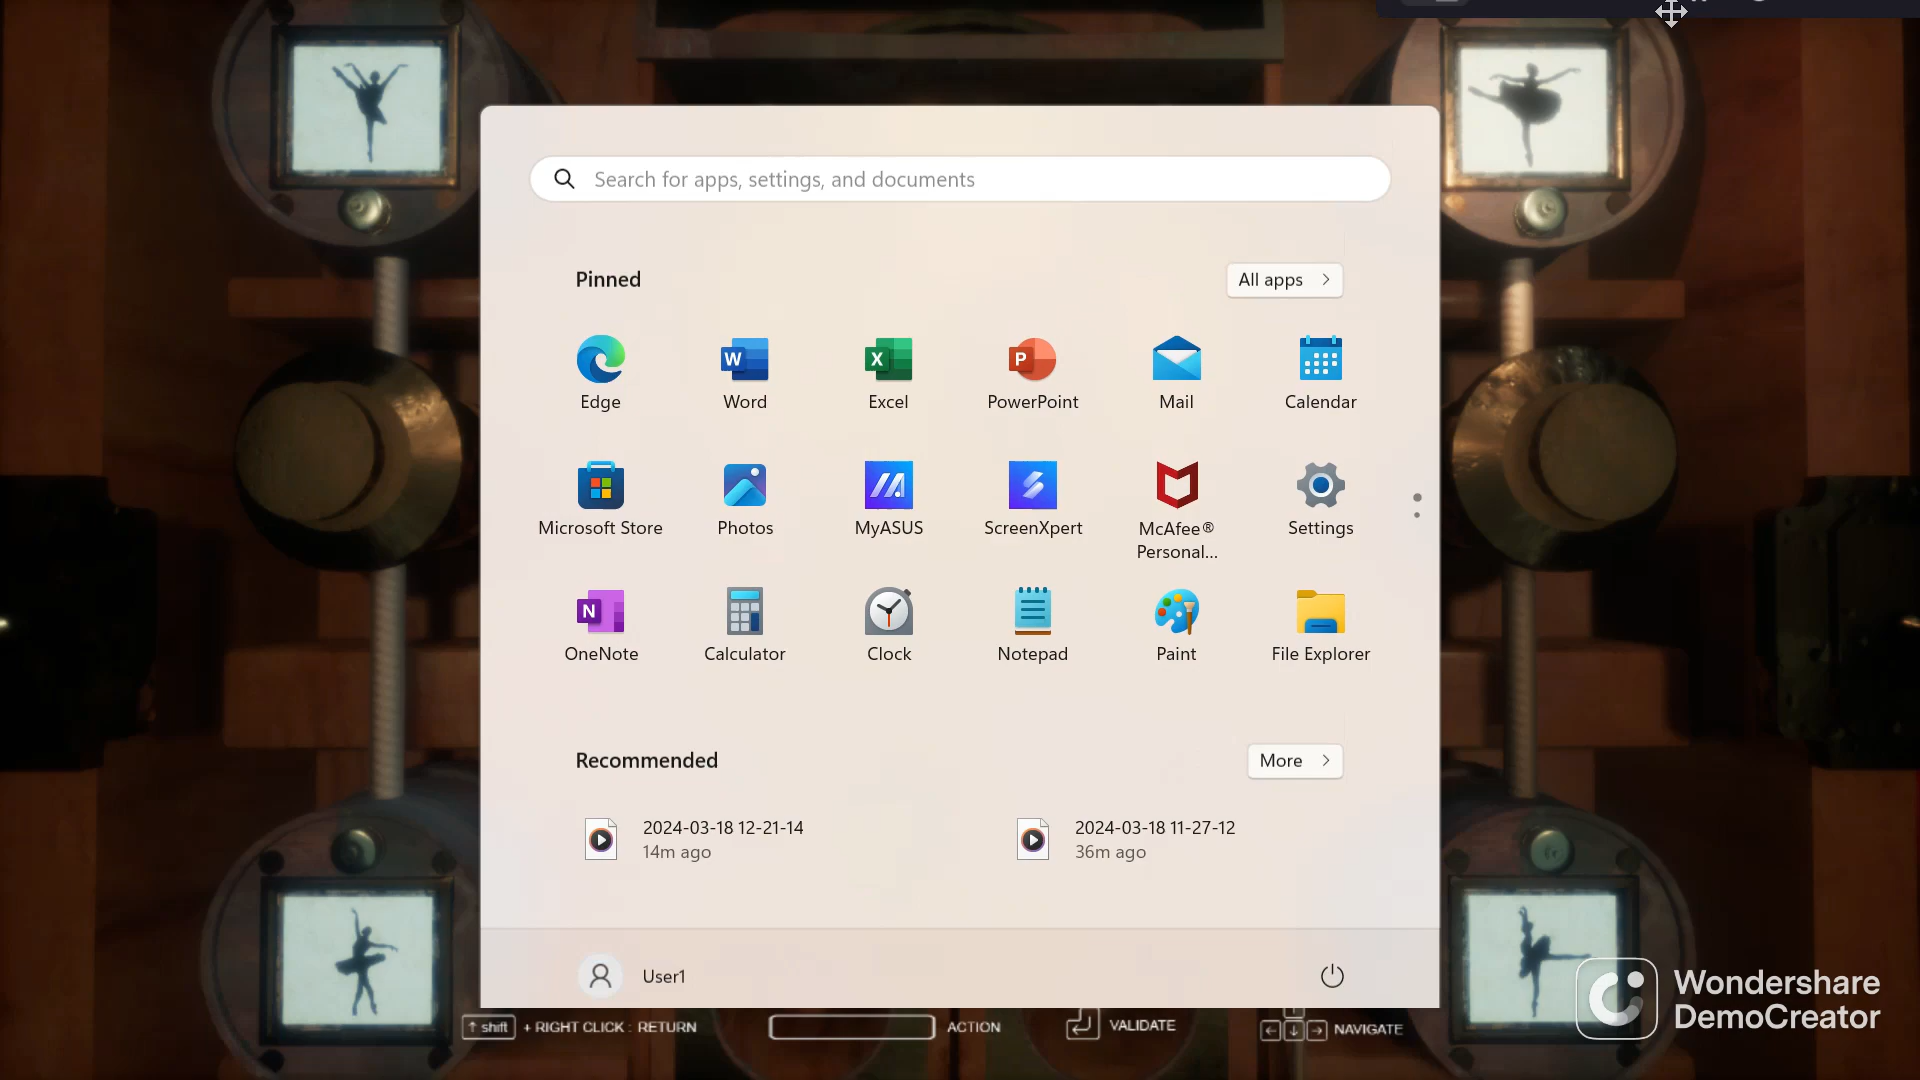 Search for apps, settings, and documents
Pinned
All apps
Edge
Word
Excel
PowerPoint
Mail
Calendar
Microsoft Store
Photos
MyASUS
ScreenXpert
McAfee®
Personal...
Settings
OneNote
Calculator
Clock
Notepad
Paint
File Explorer
Recommended
More
2024-03-18 12-21-14
14m ago
2024-03-18 11-27-12
36m ago
User1
shift + RIGHT CLICK : RETURN
ACTION
VALIDATE
NAVIGATE
Wondershare
DemoCreator